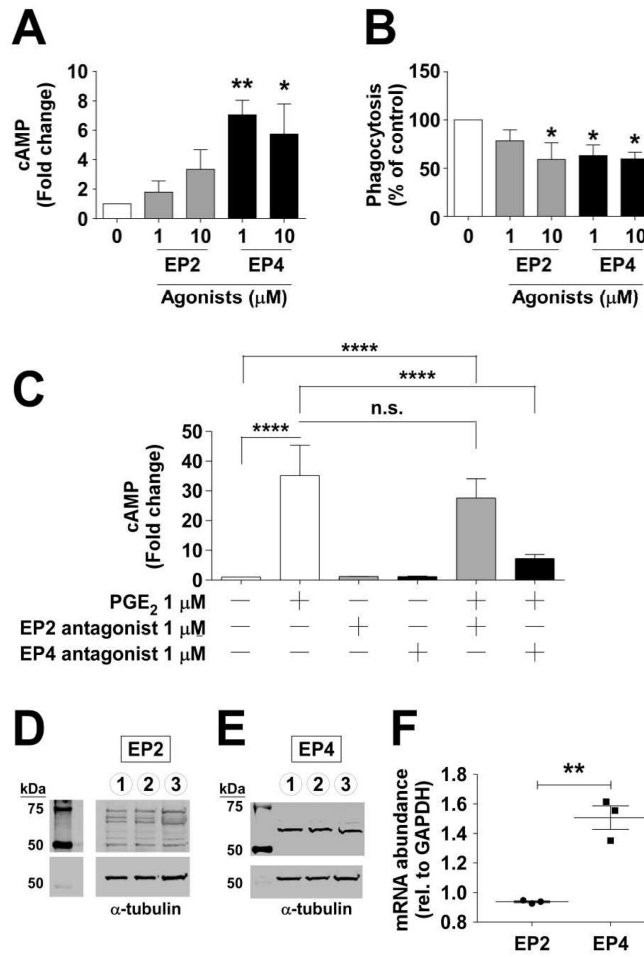 A
cAMP
(Fold change)
8
6
4
2
0
**
*
0 1 10 1 10
EP2 EP4
Agonists (μM)
B
Phagocytosis
(% of control)
150
100
50
0
* * *
0 1 10 1 10
EP2 EP4
Agonists (μM)
C
****
****
n.s.
****
cAMP
(Fold change)
50
40
30
20
10
0
PGE2 1 μM — + — — + +
EP2 antagonist 1 μM — — + — + —
EP4 antagonist 1 μM — — — + — +
D
EP2
1 2 3
kDa
75
50
50
α-tubulin
E
EP4
1 2 3
kDa
75
50
50
α-tubulin
F
**
mRNA abundance
(rel. to GAPDH)
1.8
1.6
1.4
1.2
1.0
0.8
EP2 EP4